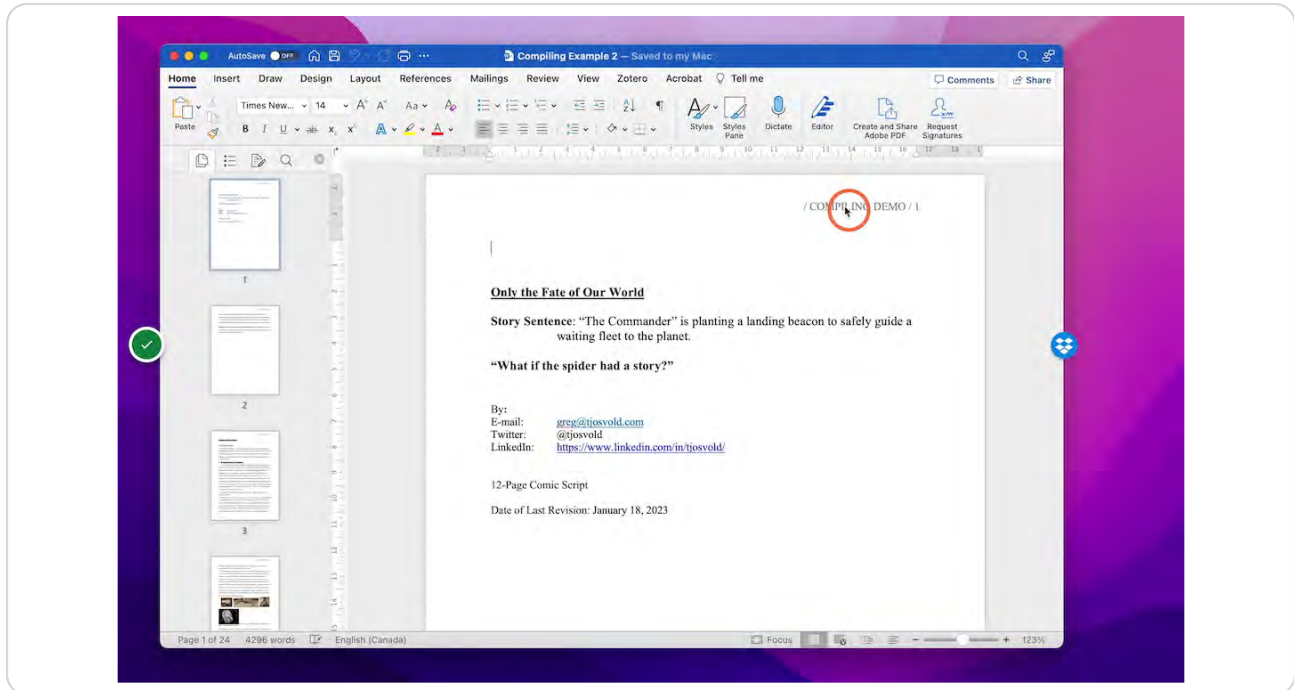 AutoSave OFF
Compiling Example 2 — Saved to my Mac
Home Insert Draw Design Layout References Mailings Review View Zotero Acrobat Tell me
Comments Share
Paste
Times New... 14
Aa
B I U ab x x A A
Styles Styles Pane Dictate Editor Create and Share Adobe PDF Request Signatures
/ COMPILING DEMO / 1
Only the Fate of Our World
Story Sentence: “The Commander” is planting a landing beacon to safely guide a
waiting fleet to the planet.
“What if the spider had a story?”
By:
E-mail: greg@tjosvold.com
Twitter: @tjosvold
LinkedIn: https://www.linkedin.com/in/tjosvold/
12-Page Comic Script
Date of Last Revision: January 18, 2023
1
2
3
Page 1 of 24 4296 words English (Canada)
Focus
123%